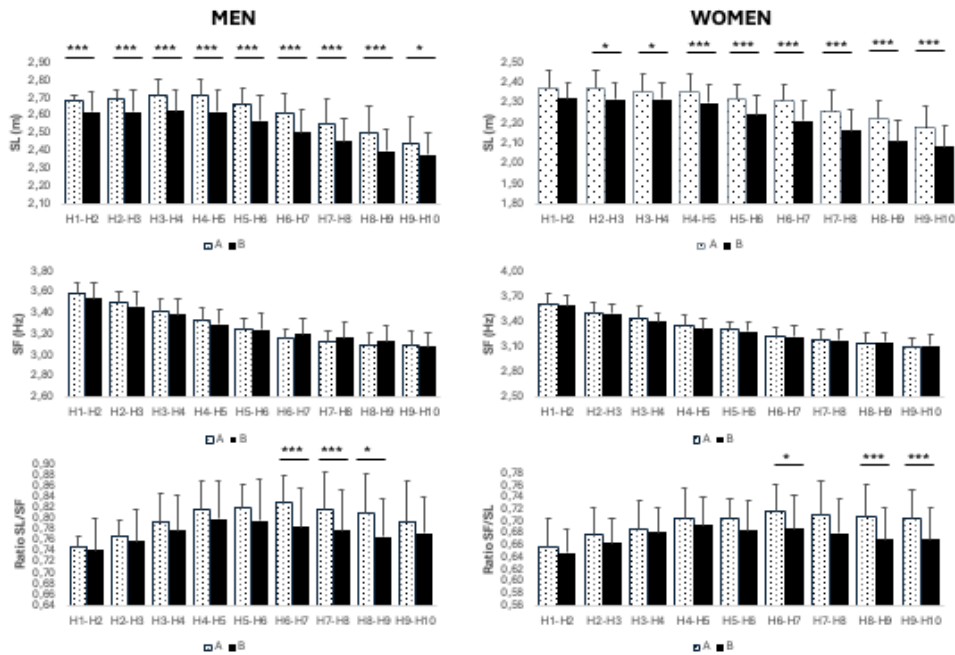 MEN
*** *** *** *** *** *** *** *** *
SL (m)
2,90
2,80
2,70
2,60
2,50
2,40
2,30
2,20
2,10
H1-H2 H2-H3 H3-H4 H4-H5 H5-H6 H6-H7 H7-H8 H8-H9 H9-H10
A B
WOMEN
* * *** *** *** *** *** ***
SL (m)
2,50
2,40
2,30
2,20
2,10
2,00
1,90
1,80
H1-H2 H2-H3 H3-H4 H4-H5 H5-H6 H6-H7 H7-H8 H8-H9 H9-H10
A B
SF (Hz)
3,80
3,60
3,40
3,20
3,00
2,80
2,60
H1-H2 H2-H3 H3-H4 H4-H5 H5-H6 H6-H7 H7-H8 H8-H9 H9-H10
A B
SF (Hz)
4,00
3,70
3,40
3,10
2,80
2,50
H1-H2 H2-H3 H3-H4 H4-H5 H5-H6 H6-H7 H7-H8 H8-H9 H9-H10
A B
*** *** *
Ratio SL/SF
0,90
0,88
0,86
0,84
0,82
0,80
0,78
0,76
0,74
0,72
0,70
0,68
0,66
0,64
H1-H2 H2-H3 H3-H4 H4-H5 H5-H6 H6-H7 H7-H8 H8-H9 H9-H10
A B
* *** ***
Ratio SF/SL
0,78
0,76
0,74
0,72
0,70
0,68
0,66
0,64
0,62
0,60
0,58
0,56
H1-H2 H2-H3 H3-H4 H4-H5 H5-H6 H6-H7 H7-H8 H8-H9 H9-H10
A B